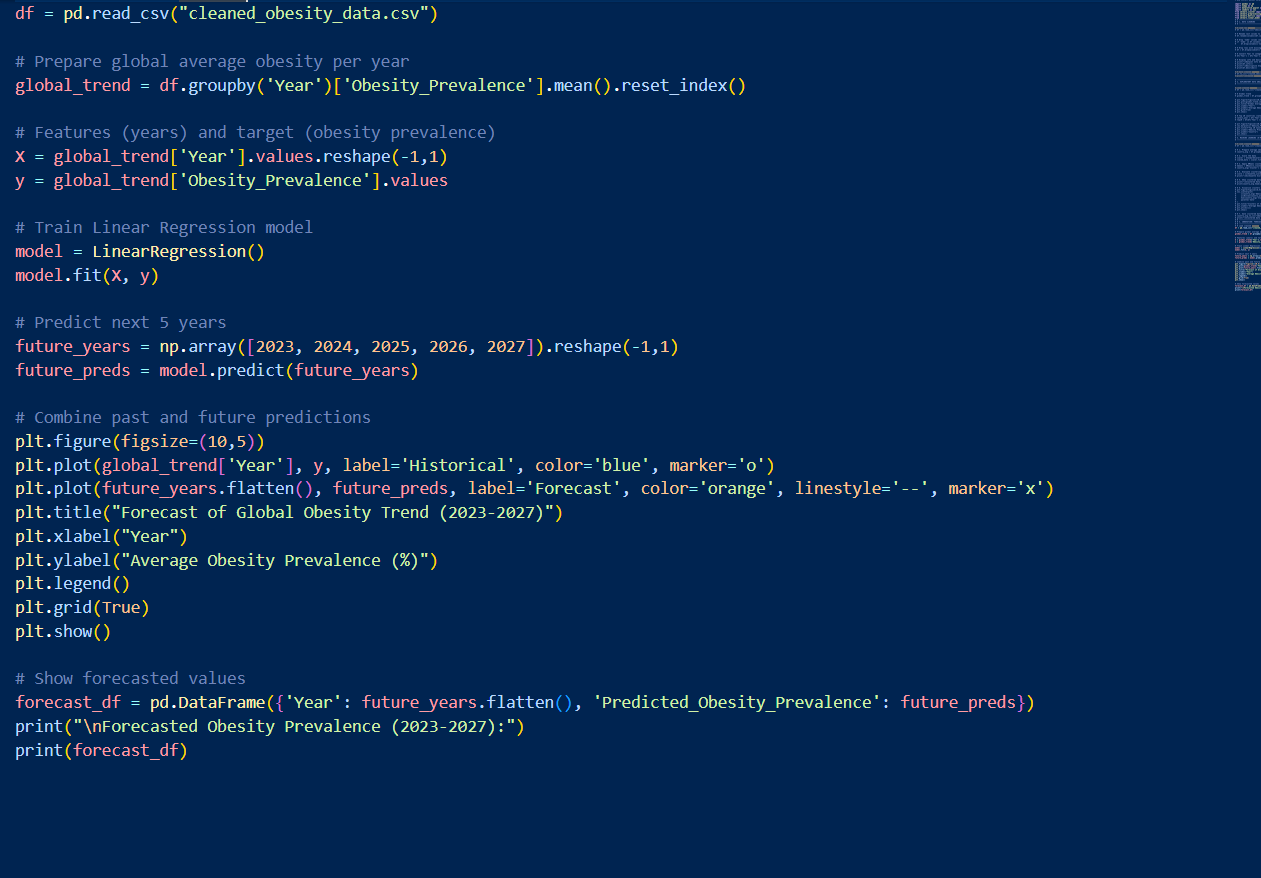 df = pd.read_csv("cleaned_obesity_data.csv")
# Prepare global average obesity per year
global_trend = df.groupby('Year')['Obesity_Prevalence'].mean().reset_index()
# Features (years) and target (obesity prevalence)
X = global_trend['Year'].values.reshape(-1,1)
y = global_trend['Obesity_Prevalence'].values
# Train Linear Regression model
model = LinearRegression()
model.fit(X, y)
# Predict next 5 years
future_years = np.array([2023, 2024, 2025, 2026, 2027]).reshape(-1,1)
future_preds = model.predict(future_years)
# Combine past and future predictions
plt.figure(figsize=(10,5))
plt.plot(global_trend['Year'], y, label='Historical', color='blue', marker='o')
plt.plot(future_years.flatten(), future_preds, label='Forecast', color='orange', linestyle='--', marker='x')
plt.title("Forecast of Global Obesity Trend (2023-2027)")
plt.xlabel("Year")
plt.ylabel("Average Obesity Prevalence (%)")
plt.legend()
plt.grid(True)
plt.show()
# Show forecasted values
forecast_df = pd.DataFrame({'Year': future_years.flatten(), 'Predicted_Obesity_Prevalence': future_preds})
print("\nForecasted Obesity Prevalence (2023-2027):")
print(forecast_df)